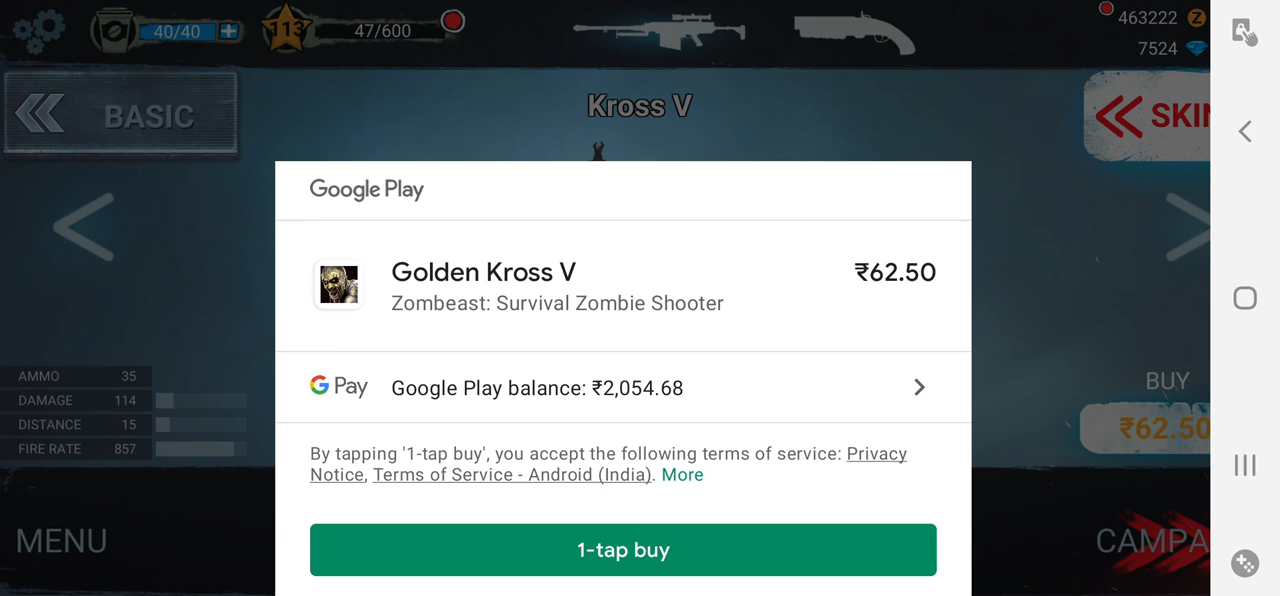 40/40
113
47/600
463222
7524
BASIC
Kross V
SKIN
Google Play
Golden Kross V
₹62.50
Zombeast: Survival Zombie Shooter
G Pay
Google Play balance: ₹2,054.68
AMMO 35
DAMAGE 114
DISTANCE 15
FIRE RATE 857
BUY
₹62.50
By tapping '1-tap buy', you accept the following terms of service: Privacy
Notice, Terms of Service - Android (India). More
MENU
CAMPA
1-tap buy